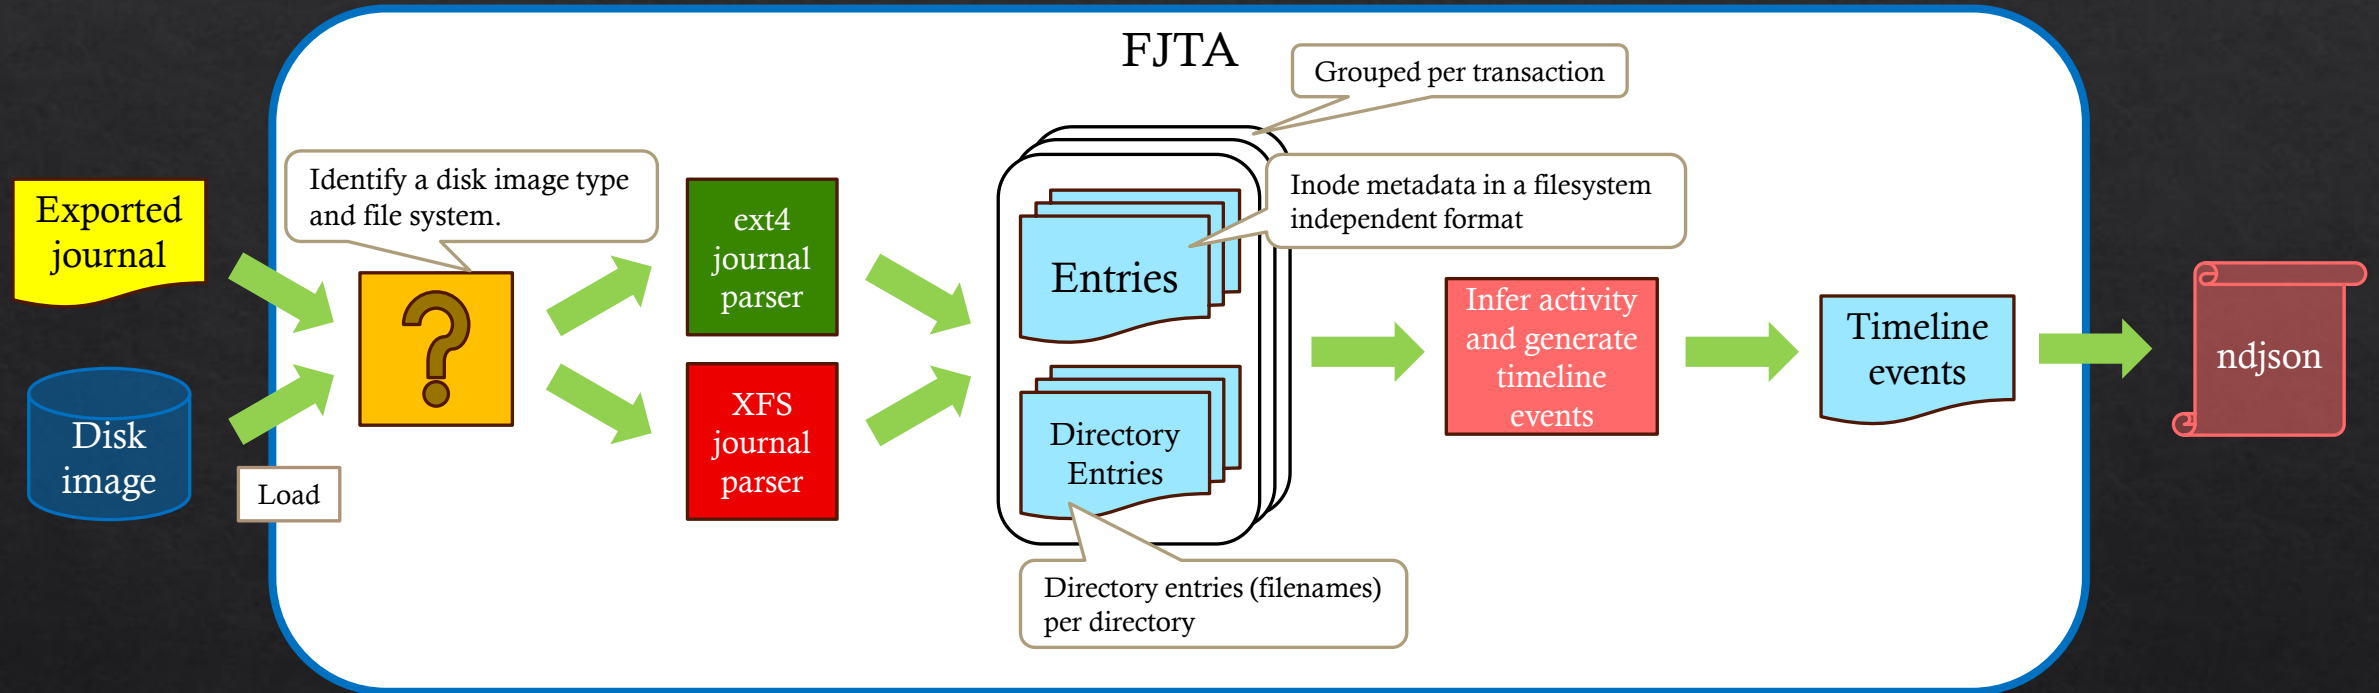 FJTA
Grouped per transaction
Identify a disk image type
and file system.
Inode metadata in a filesystem
independent format
Exported
journal
Disk
image
Load
?
ext4
journal
parser
XFS
journal
parser
Entries
Directory
Entries
Directory entries (filenames)
per directory
Infer activity
and generate
timeline
events
Timeline
events
ndjson